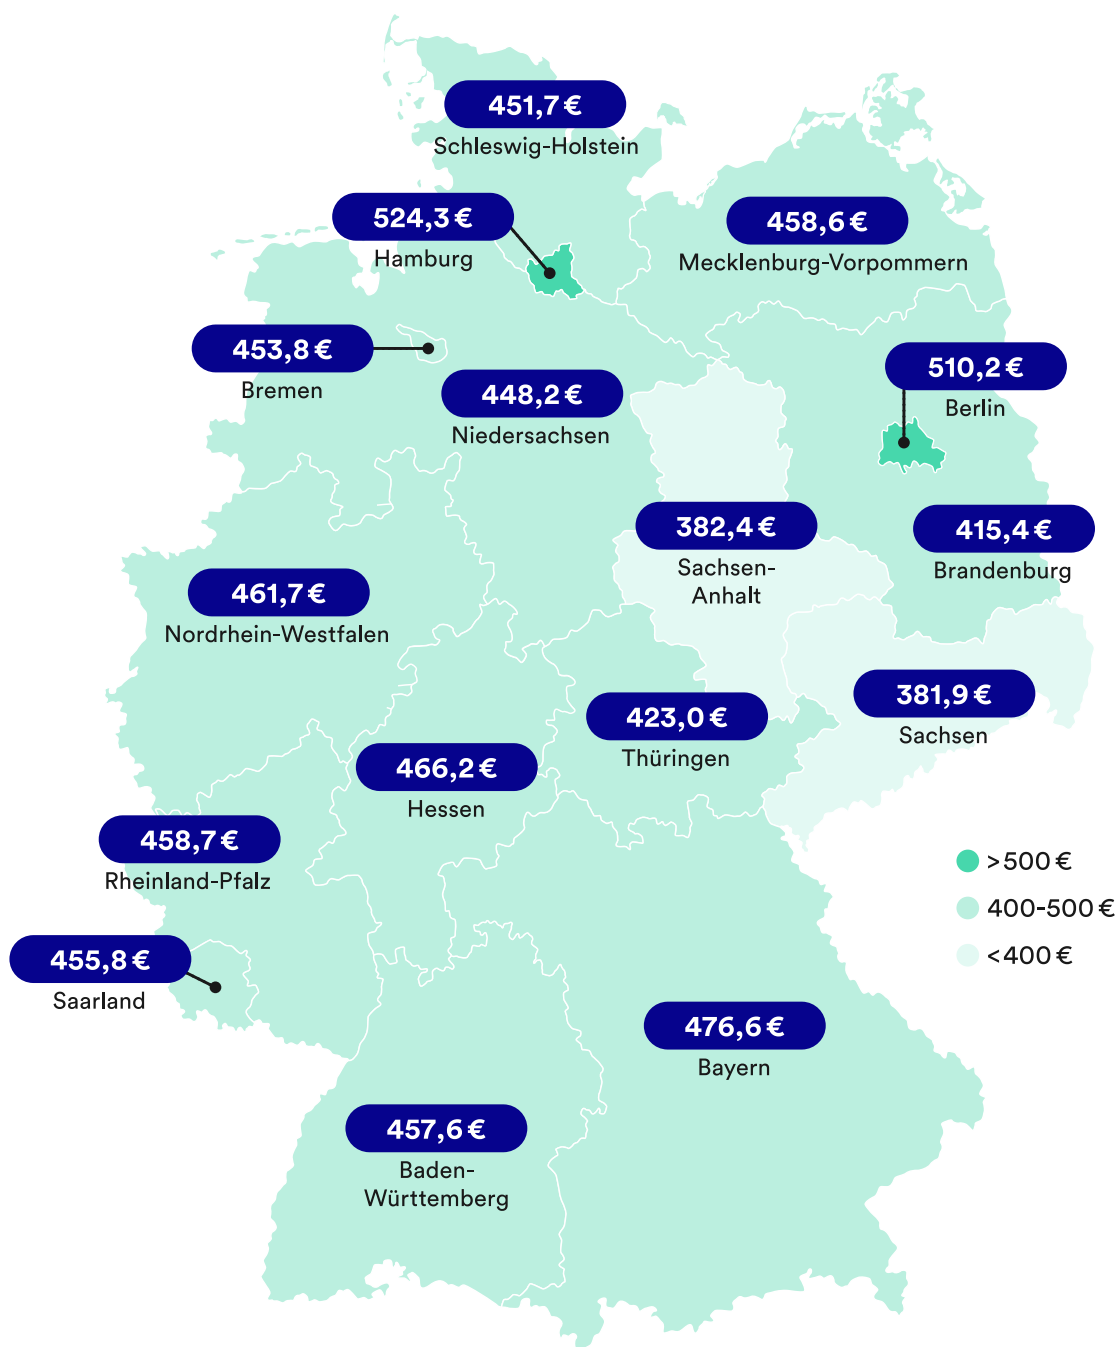 451,7 €
Schleswig-Holstein
524,3 €
Hamburg
458,6 €
Mecklenburg-Vorpommern
453,8 €
Bremen
510,2 €
Berlin
448,2 €
Niedersachsen
382,4 €
Sachsen-
Anhalt
415,4 €
Brandenburg
461,7 €
Nordrhein-Westfalen
381,9 €
Sachsen
423,0 €
Thüringen
466,2 €
Hessen
458,7 €
Rheinland-Pfalz
>500 €
400-500 €
<400 €
455,8 €
Saarland
476,6 €
Bayern
457,6 €
Baden-
Württemberg